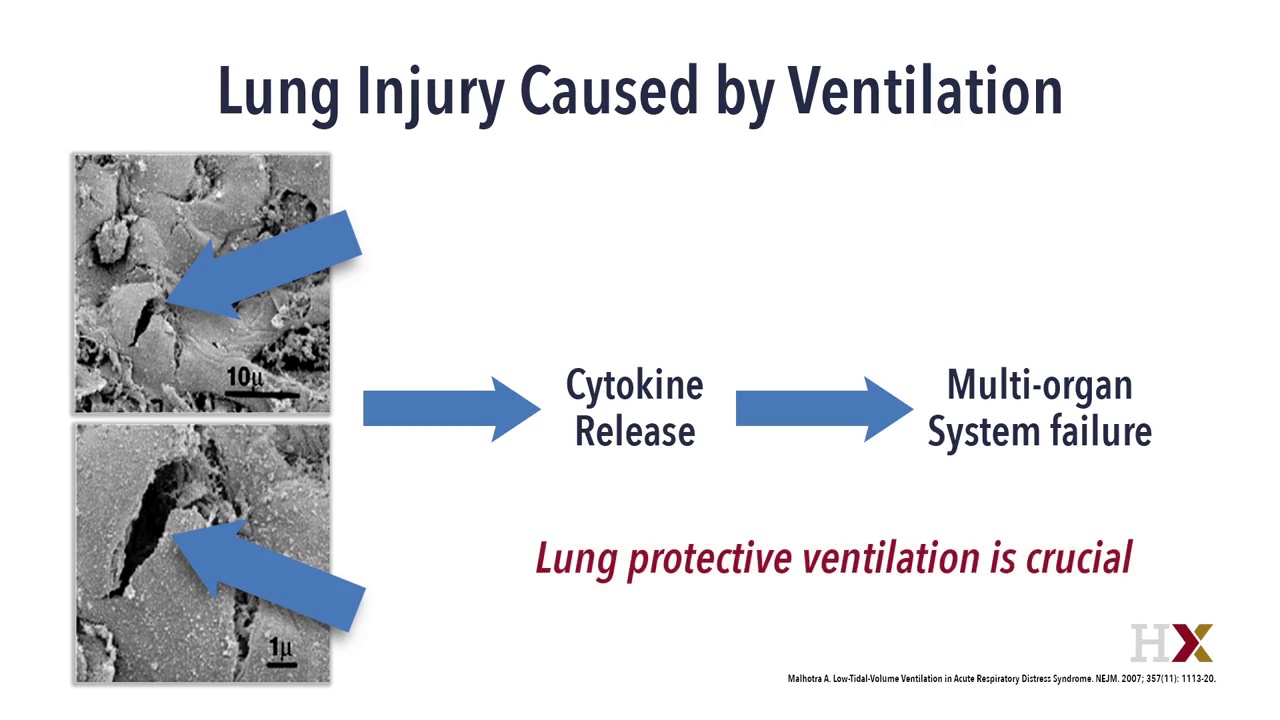 Lung Injury Caused by Ventilation
10μ
1μ
Cytokine
Release
Multi-organ
System failure
Lung protective ventilation is crucial
HX
Malhotra A. Low-Tidal-Volume Ventilation in Acute Respiratory Distress Syndrome. NEJM. 2007; 357(11): 1113-20.